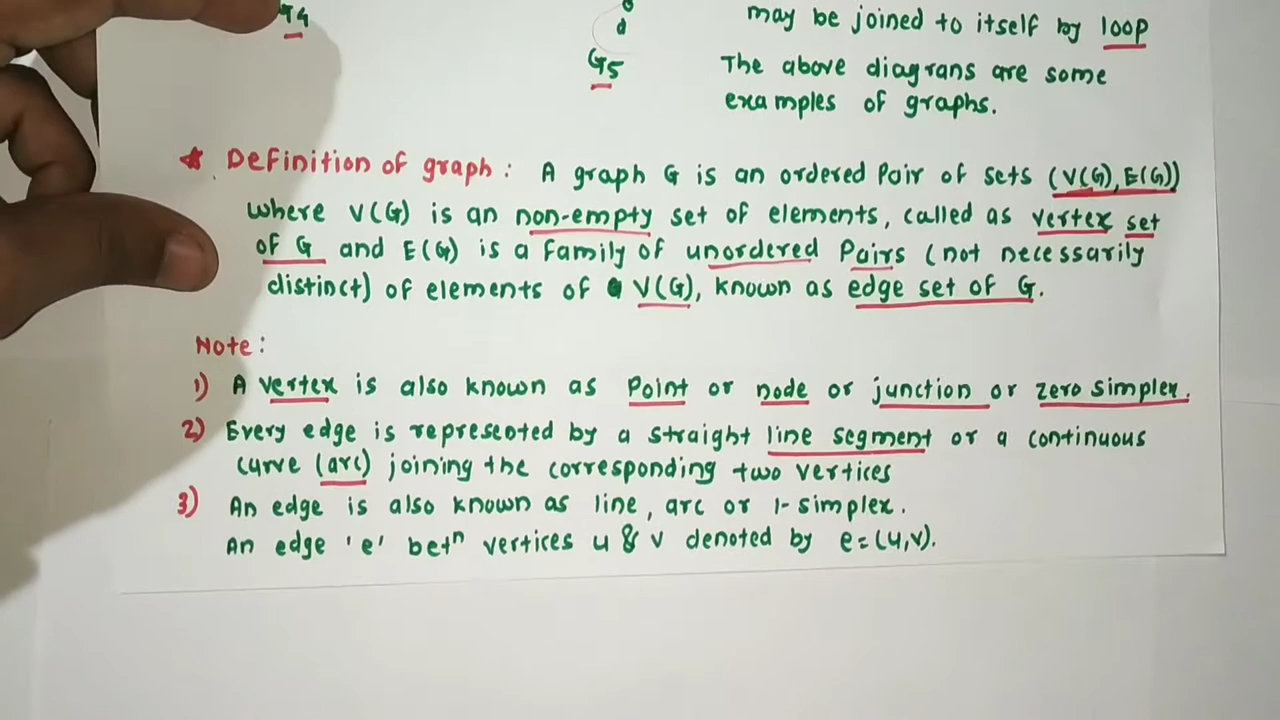 G4
d
G5
may be joined to itself by loop
The above diagrans are some
examples of graphs.
* Definition of graph : A graph G is an ordered Pair of sets (V(G), E(G))
where V(G) is an non-empty set of elements, called as vertex set
of G and E(G) is a family of unordered Pairs (not necessarily
distinct) of elements of V(G), known as edge set of G.
Note :
1) A vertex is also known as Point or node or junction or zero simplex.
2) Every edge is represented by a straight line segment or a continuous
curve (arc) joining the corresponding two vertices
3) An edge is also known as line, arc or 1-simplex.
An edge 'e' betⁿ vertices u & v denoted by e=(u,v).